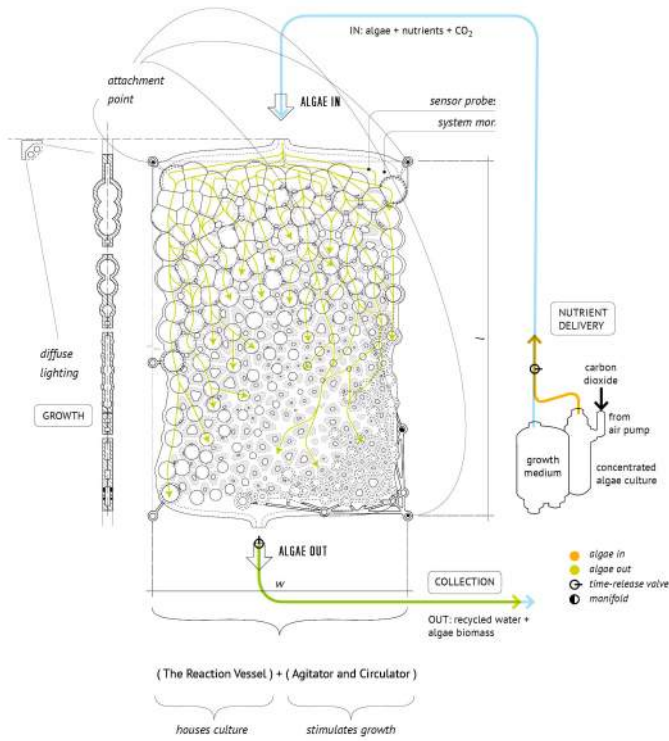 IN: algae + nutrients + CO2
attachment
point
ALGAE IN
sensor probe
system mor
l
NUTRIENT
DELIVERY
diffuse
lighting
carbon
dioxide
GROWTH
from
air pump
growth
medium
concentrated
algae culture
ALGAE OUT
w
COLLECTION
OUT: recycled water +
algae biomass
algae in
algae out
time-release valve
manifold
( The Reaction Vessel ) + ( Agitator and Circulator )
houses culture
stimulates growth